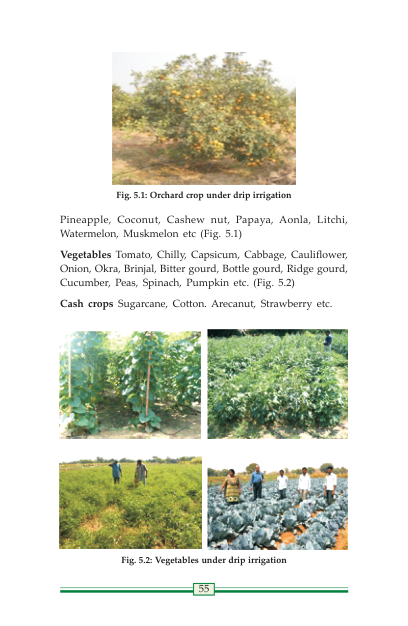 Fig. 5.1: Orchard crop under drip irrigation
Pineapple, Coconut, Cashew nut, Papaya, Aonla, Litchi,
Watermelon, Muskmelon etc (Fig. 5.1)
Vegetables Tomato, Chilly, Capsicum, Cabbage, Cauliflower,
Onion, Okra, Brinjal, Bitter gourd, Bottle gourd, Ridge gourd,
Cucumber, Peas, Spinach, Pumpkin etc. (Fig. 5.2)
Cash crops Sugarcane, Cotton. Arecanut, Strawberry etc.
Fig. 5.2: Vegetables under drip irrigation
55